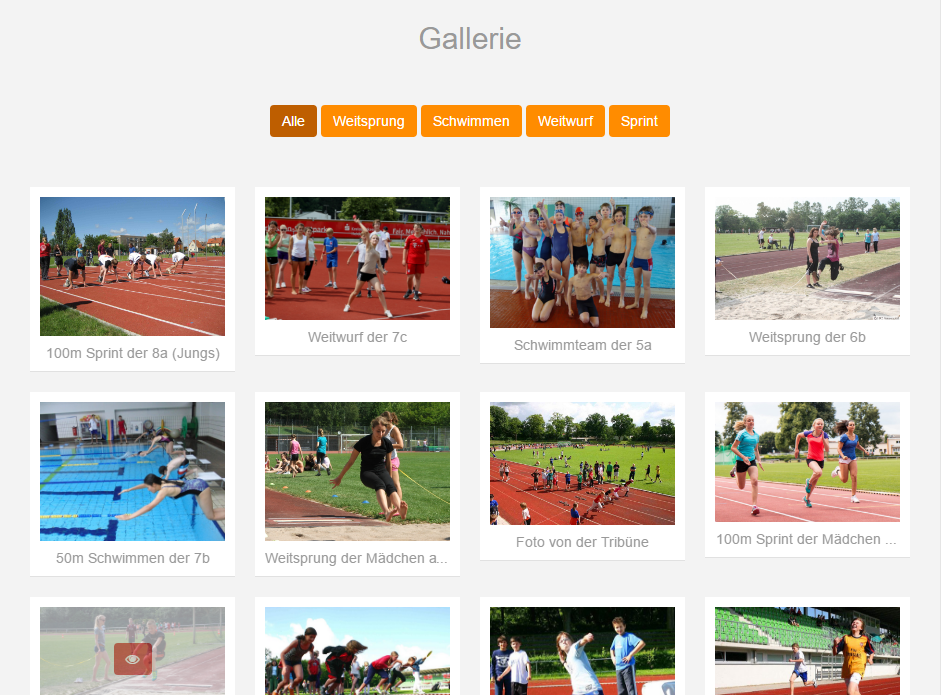 Gallerie
Alle
Weitsprung
Schwimmen
Weitwurf
Sprint
100m Sprint der 8a (Jungs)
Weitwurf der 7c
Schwimmteam der 5a
Weitsprung der 6b
50m Schwimmen der 7b
Weitsprung der Mädchen a...
Foto von der Tribüne
100m Sprint der Mädchen ...